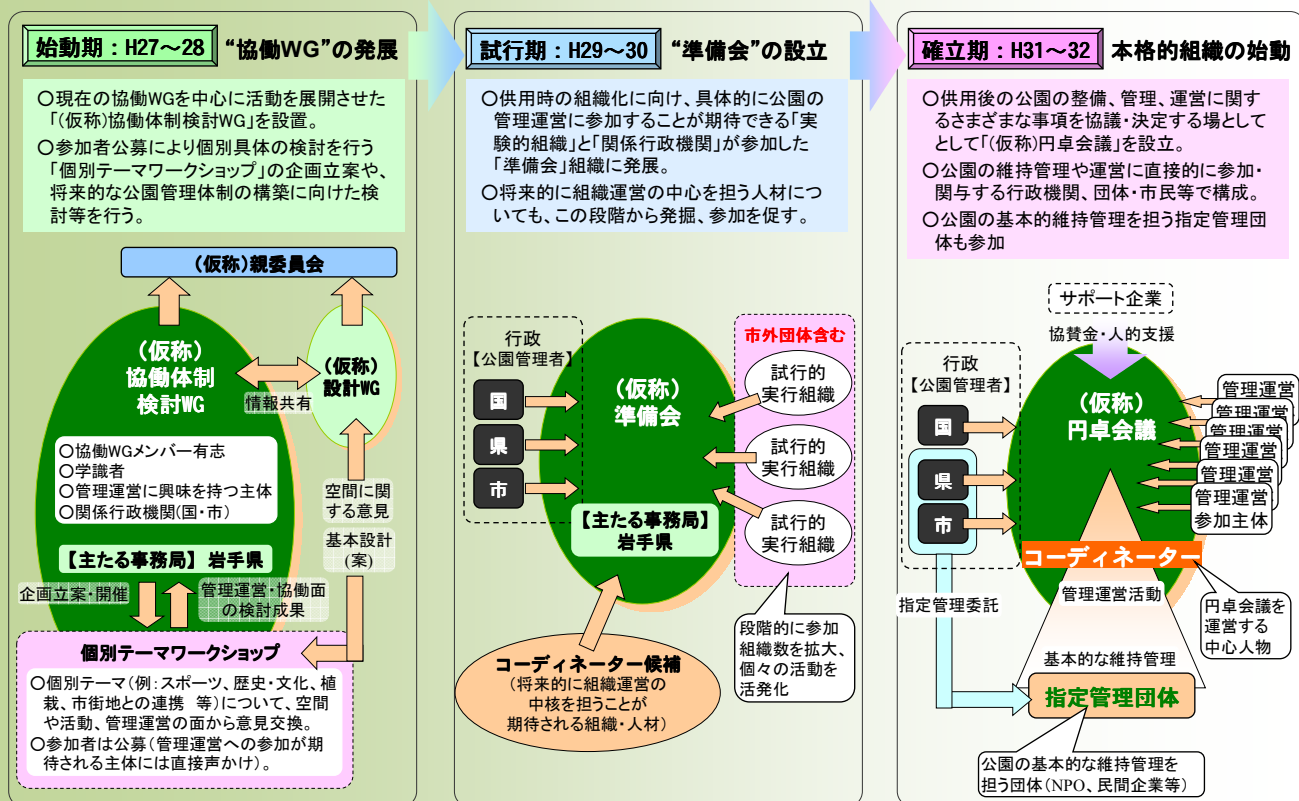 始動期：H27～28
“協働WG”の発展
○現在の協働WGを中心に活動を展開させた
「(仮称)協働体制検討WG」を設置。
○参加者公募により個別具体の検討を行う
「個別テーマワークショップ」の企画立案や、
将来的な公園管理体制の構築に向けた検
討等を行う。
(仮称)親委員会
(仮称)
協働体制
検討WG
情報共有
(仮称)
設計WG
○協働WGメンバー有志
○学識者
○管理運営に興味を持つ主体
○関係行政機関(国・市)
【主たる事務局】 岩手県
空間に関
する意見
基本設計
(案)
企画立案・開催
管理運営・協働面
の検討成果
個別テーマワークショップ
○個別テーマ(例：スポーツ、歴史・文化、植
栽、市街地との連携 等)について、空間
や活動、管理運営の面から意見交換。
○参加者は公募(管理運営への参加が期
待される主体には直接声かけ)。
試行期：H29～30
“準備会”の設立
○供用時の組織化に向け、具体的に公園の
管理運営に参加することが期待できる「実
験的組織」と「関係行政機関」が参加した
「準備会」組織に発展。
○将来的に組織運営の中心を担う人材につ
いても、この段階から発掘、参加を促す。
行政
【公園管理者】
国
県
市
(仮称)
準備会
【主たる事務局】
岩手県
市外団体含む
試行的
実行組織
試行的
実行組織
試行的
実行組織
段階的に参加
組織数を拡大、
個々の活動を
活発化
コーディネーター候補
(将来的に組織運営の
中核を担うことが
期待される組織・人材)
確立期：H31～32
本格的組織の始動
○供用後の公園の整備、管理、運営に関す
るさまざまな事項を協議・決定する場として
として「(仮称)円卓会議」を設立。
○公園の維持管理や運営に直接的に参加・
関与する行政機関、団体・市民等で構成。
○公園の基本的維持管理を担う指定管理団
体も参加
サポート企業
協賛金・人的支援
行政
【公園管理者】
国
県
市
(仮称)
円卓会議
管理運営
管理運営
管理運営
管理運営
管理運営
参加主体
コーディネーター
管理運営活動
円卓会議を
運営する
中心人物
指定管理委託
基本的な維持管理
指定管理団体
公園の基本的な維持管理を
担う団体(NPO、民間企業等)